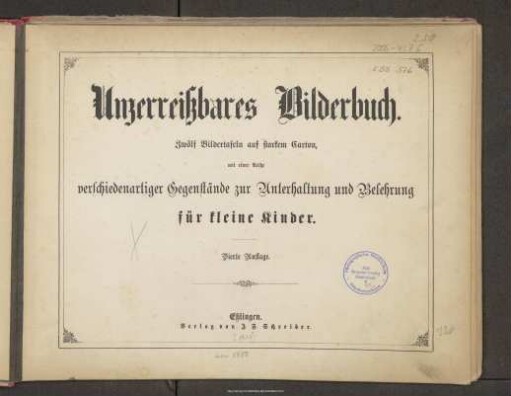 Unzerreißbares Bilderbuch.
Zwölf Bildertafeln auf starkem Carton,
mit einer Reihe
verschiedenartiger Gegenstände zur Unterhaltung und Belehrung
für kleine Kinder.
Vierte Auflage.
Eßlingen.
Verlag von J F Schreiber.